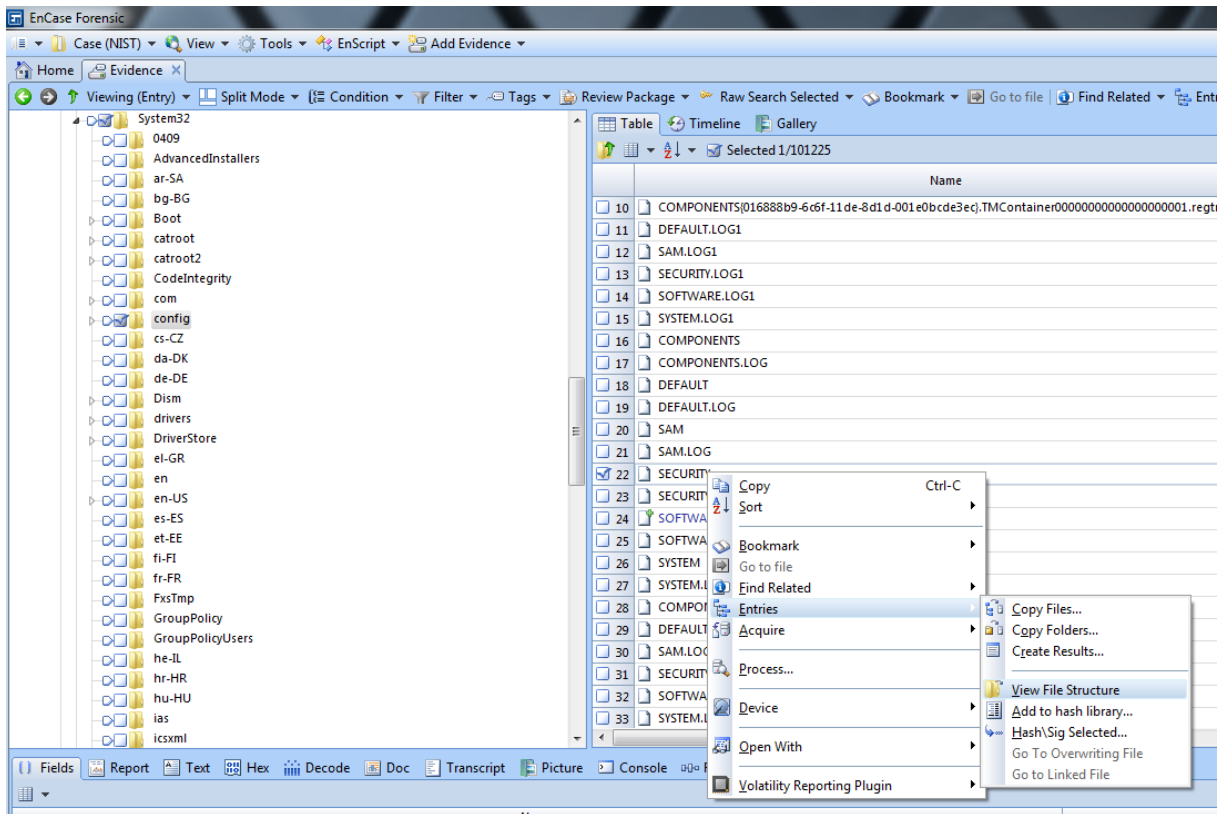 EnCase Forensic
Case (NIST) View Tools EnScript Add Evidence
Home Evidence
Viewing (Entry) Split Mode Condition Filter Tags Review Package Raw Search Selected Bookmark Go to file Find Related
System32
0409
AdvancedInstallers
ar-SA
bg-BG
Boot
catroot
catroot2
CodeIntegrity
com
config
cs-CZ
da-DK
de-DE
Dism
drivers
DriverStore
el-GR
en
en-US
es-ES
et-EE
fi-FI
fr-FR
FxsTmp
GroupPolicy
GroupPolicyUsers
he-IL
hr-HR
hu-HU
ias
icsxml
Table Timeline Gallery
Selected 1/101225
Name
10 COMPONENTS{016888b9-6c6f-11de-8d1d-001e0bcde3ec}.TMContainer00000000000000000001.regtr
11 DEFAULT.LOG1
12 SAM.LOG1
13 SECURITY.LOG1
14 SOFTWARE.LOG1
15 SYSTEM.LOG1
16 COMPONENTS
17 COMPONENTS.LOG
18 DEFAULT
19 DEFAULT.LOG
20 SAM
21 SAM.LOG
22 SECURITY
23 SECURIT
24 SOFTWA
25 SOFTWA
26 SYSTEM
27 SYSTEM.L
28 COMPO
29 DEFAULT
30 SAM.LO
31 SECURIT
32 SOFTWA
33 SYSTEM.L
Copy Ctrl-C
Sort
Bookmark
Go to file
Find Related
Entries
Acquire
Process...
Device
Open With
Volatility Reporting Plugin
Copy Files...
Copy Folders...
Create Results...
View File Structure
Add to hash library...
Hash\Sig Selected...
Go To Overwriting File
Go to Linked File
Fields Report Text Hex Decode Doc Transcript Picture Console